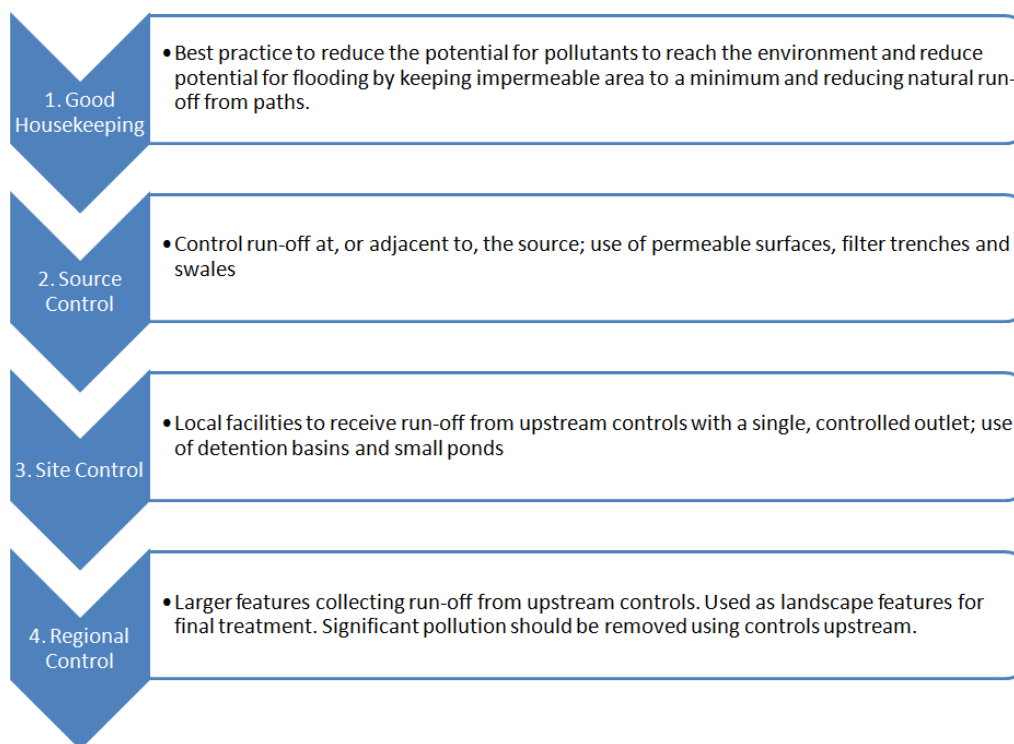 1. Good
Housekeeping
•Best practice to reduce the potential for pollutants to reach the environment and reduce
potential for flooding by keeping impermeable area to a minimum and reducing natural run-
off from paths.
2. Source
Control
•Control run-off at, or adjacent to, the source; use of permeable surfaces, filter trenches and
swales
3. Site Control
•Local facilities to receive run-off from upstream controls with a single, controlled outlet; use
of detention basins and small ponds
4. Regional
Control
•Larger features collecting run-off from upstream controls. Used as landscape features for
final treatment. Significant pollution should be removed using controls upstream.